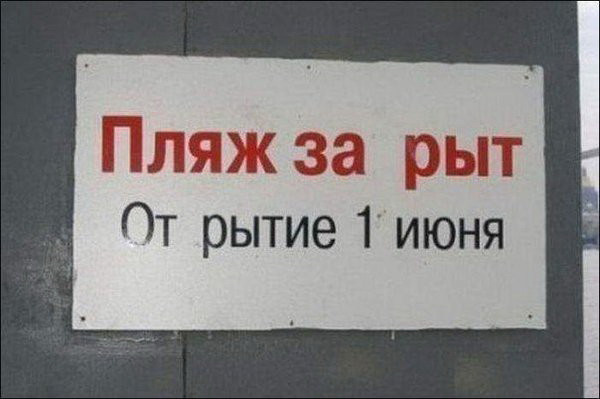 Пляж за рыт
От рытие 1 июня